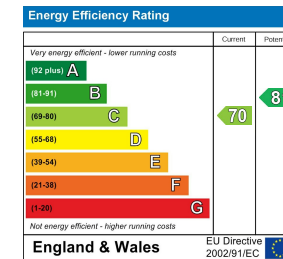 Energy Efficiency Rating
Current
Very energy efficient - lower running costs
(92 plus) A
(81-91) B
(69-80) C
70
(55-68) D
(39-54) E
(21-38) F
(1-20) G
Not energy efficient - higher running costs
England & Wales
EU Directive
2002/91/EC